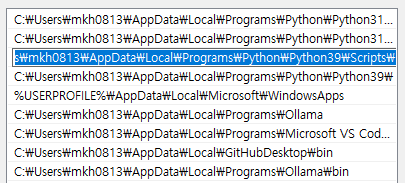 C:₩Users₩mkh0813₩AppData₩Local₩Programs₩Python₩Python31...
C:₩Users₩mkh0813₩AppData₩Local₩Programs₩Python₩Python31...
s₩mkh0813₩AppData₩Local₩Programs₩Python₩Python39₩Scripts₩
C:₩Users₩mkh0813₩AppData₩Local₩Programs₩Python₩Python39₩
%USERPROFILE%₩AppData₩Local₩Microsoft₩WindowsApps
C:₩Users₩mkh0813₩AppData₩Local₩Programs₩Ollama
C:₩Users₩mkh0813₩AppData₩Local₩Programs₩Microsoft VS Cod...
C:₩Users₩mkh0813₩AppData₩Local₩GitHubDesktop₩bin
C:₩Users₩mkh0813₩AppData₩Local₩Programs₩Ollama₩bin